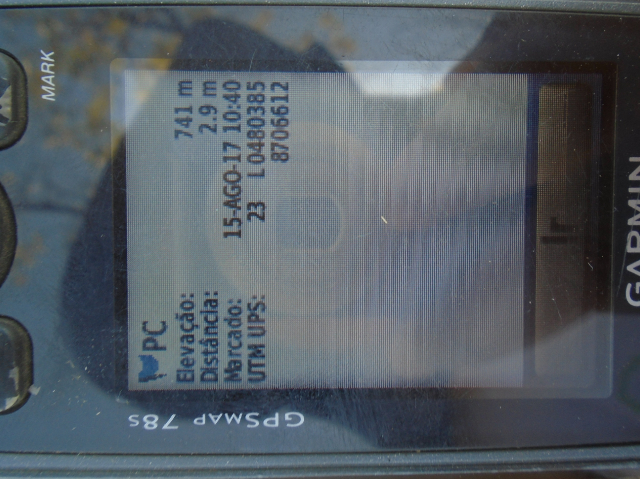 GPSMAP 78s
MARK
PC
Elevação: 741 m
Distância: 2.9 m
Marcado: 15-AGO-17 10:40
UTM UPS: 23 L 0480385
8706612
GARMIN